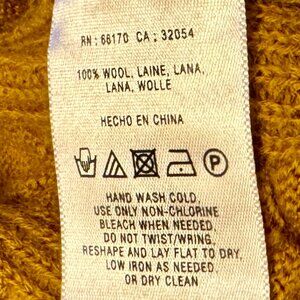 RN: 66170 CA: 32054
100% WOOL, LAINE, LANA,
LANA, WOLLE
HECHO EN CHINA
P
HAND WASH COLD.
USE ONLY NON-CHLORINE
BLEACH WHEN NEEDED.
DO NOT TWIST/WRING.
RESHAPE AND LAY FLAT TO DRY.
LOW IRON AS NEEDED.
OR DRY CLEAN